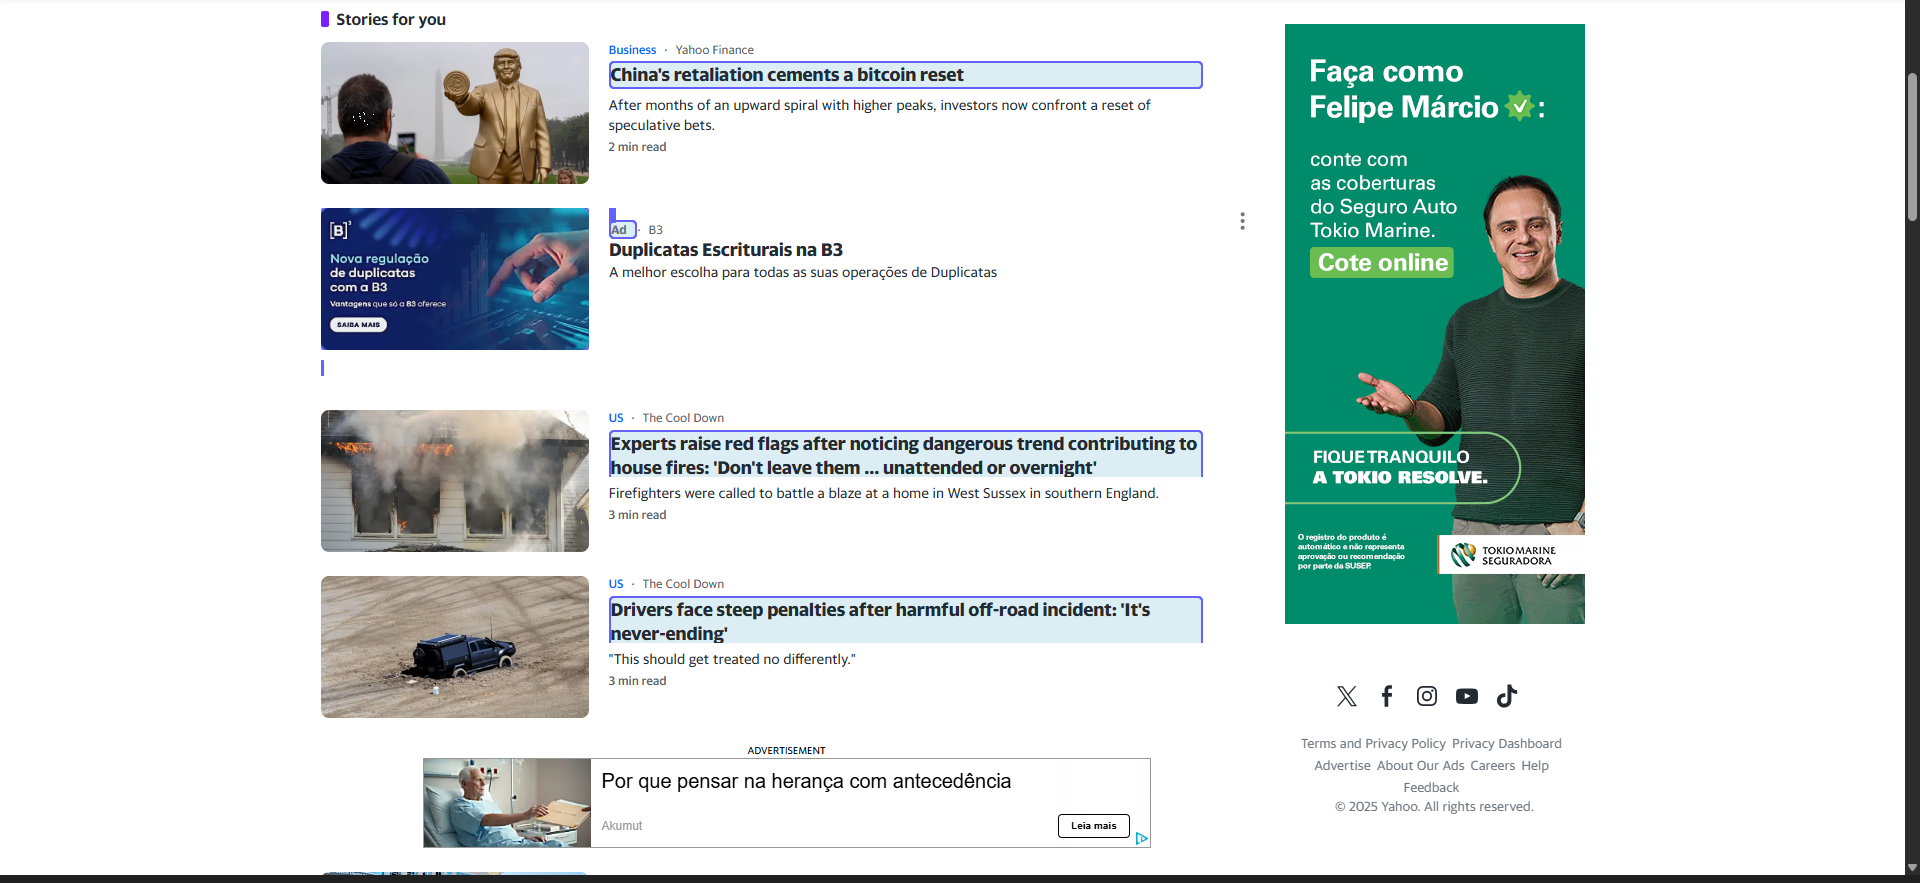 Stories for you
Business · Yahoo Finance
China's retaliation cements a bitcoin reset
After months of an upward spiral with higher peaks, investors now confront a reset of
speculative bets.
2 min read
[B]³
Nova regulação
de duplicatas
com a B3
Vantagens que só a B3 oferece
SAIBA MAIS
Ad · B3
Duplicatas Escriturais na B3
A melhor escolha para todas as suas operações de Duplicatas
US · The Cool Down
Experts raise red flags after noticing dangerous trend contributing to
house fires: 'Don't leave them ... unattended or overnight'
Firefighters were called to battle a blaze at a home in West Sussex in southern England.
3 min read
US · The Cool Down
Drivers face steep penalties after harmful off-road incident: 'It's
never-ending'
"This should get treated no differently."
3 min read
ADVERTISEMENT
Por que pensar na herança com antecedência
Akumut
Leia mais
Faça como
Felipe Márcio :
conte com
as coberturas
do Seguro Auto
Tokio Marine.
Cote online
FIQUE TRANQUILO
A TOKIO RESOLVE.
O registro do produto é
automático e não representa
aprovação ou recomendação
por parte da SUSEP.
TOKIO MARINE
SEGURADORA
Terms and Privacy Policy Privacy Dashboard
Advertise About Our Ads Careers Help
Feedback
© 2025 Yahoo. All rights reserved.